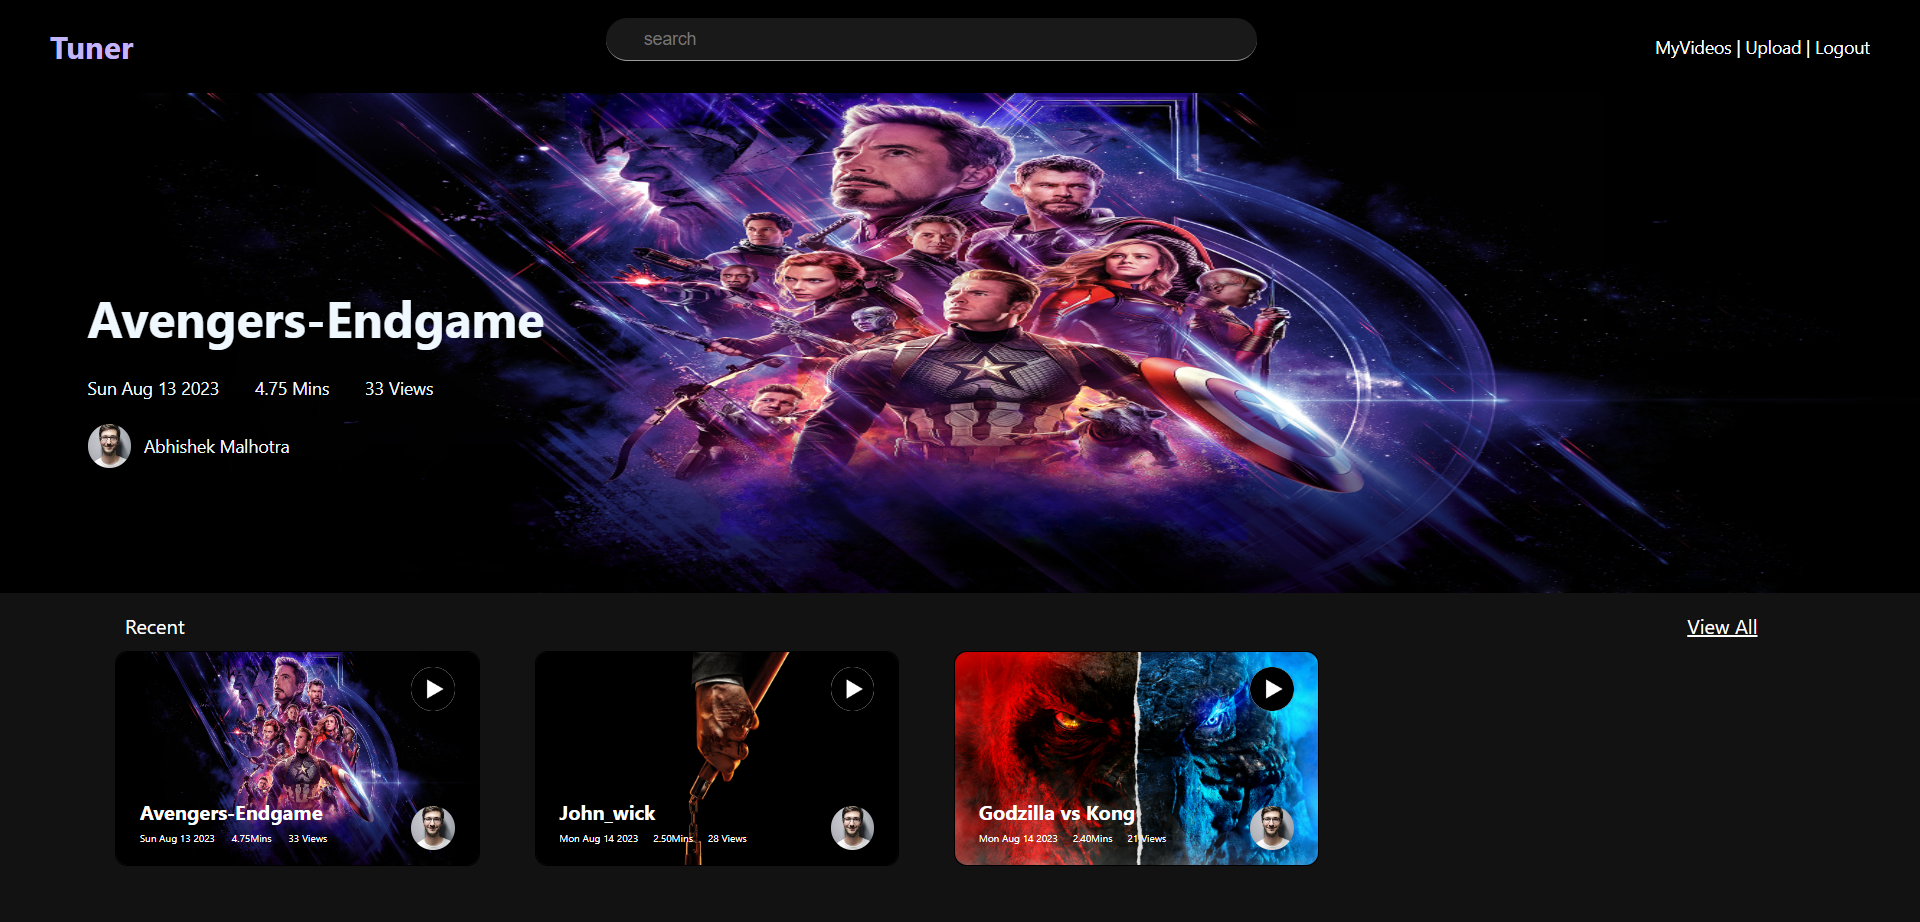 Tuner
search
MyVideos | Upload | Logout
Avengers-Endgame
Sun Aug 13 2023 4.75 Mins 33 Views
Abhishek Malhotra
Recent
View All
Avengers-Endgame
Sun Aug 13 2023 4.75Mins 33 Views
John_wick
Mon Aug 14 2023 2.50Mins 28 Views
Godzilla vs Kong
Mon Aug 14 2023 2.40Mins 21 Views